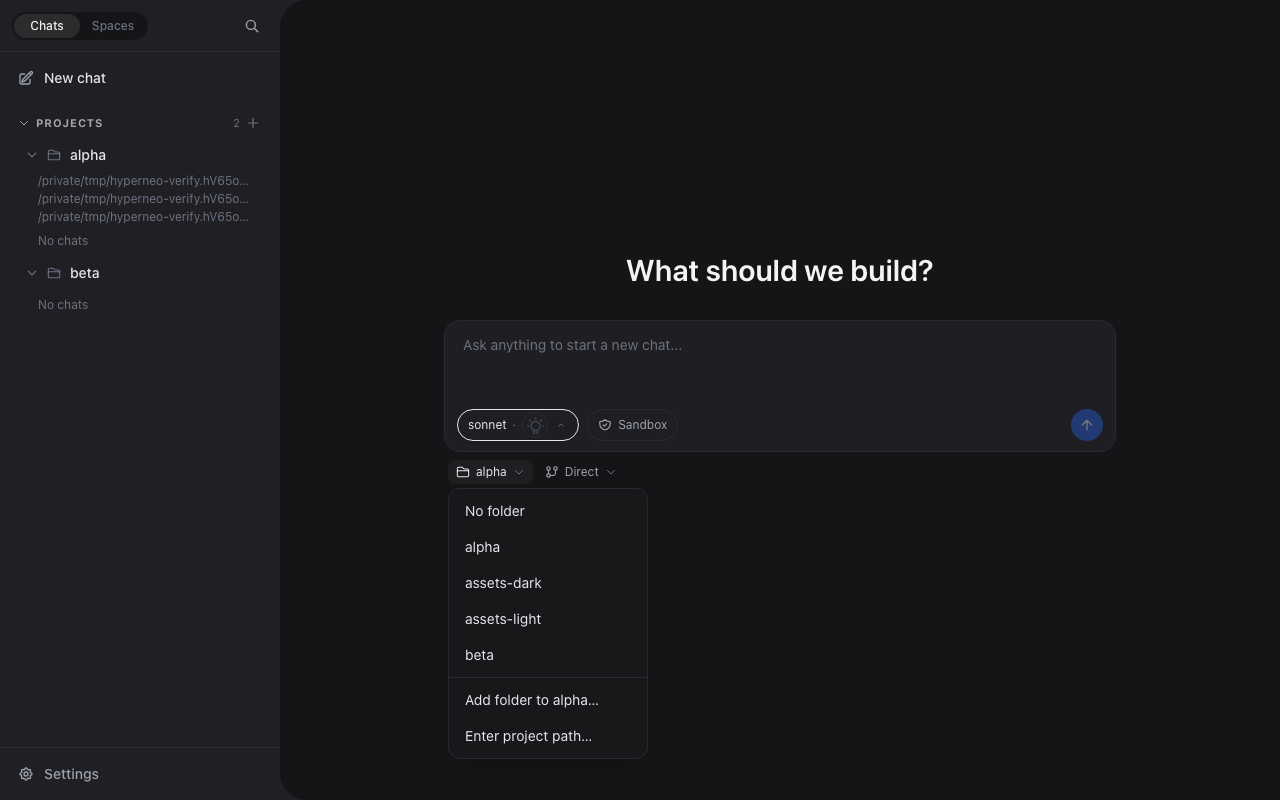 Chats Spaces
New chat
PROJECTS 2
alpha
/private/tmp/hyperneo-verify.hV65o...
/private/tmp/hyperneo-verify.hV65o...
/private/tmp/hyperneo-verify.hV65o...
No chats
beta
No chats
Settings
What should we build?
Ask anything to start a new chat...
sonnet · Sandbox
alpha Direct
No folder
alpha
assets-dark
assets-light
beta
Add folder to alpha...
Enter project path...